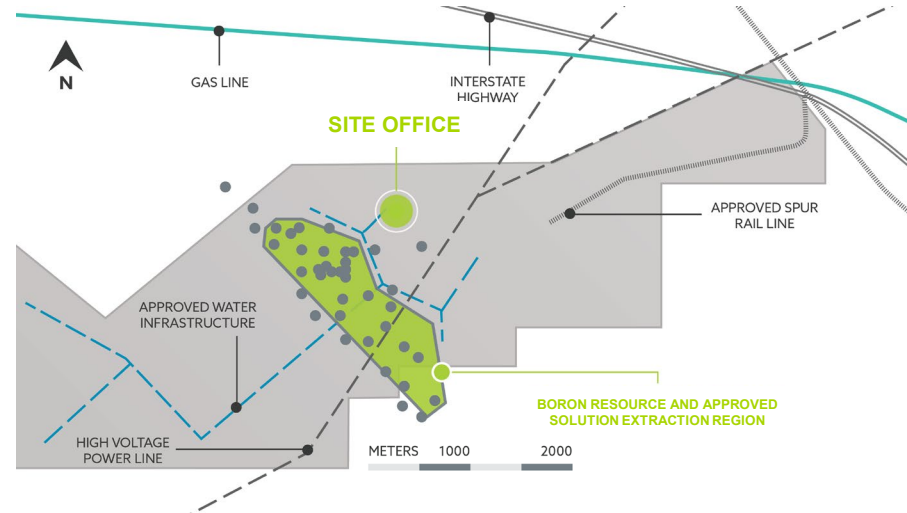 N
GAS LINE
INTERSTATE
HIGHWAY
SITE OFFICE
APPROVED SPUR
RAIL LINE
APPROVED WATER
INFRASTRUCTURE
BORON RESOURCE AND APPROVED
SOLUTION EXTRACTION REGION
HIGH VOLTAGE
POWER LINE
METERS 1000 2000